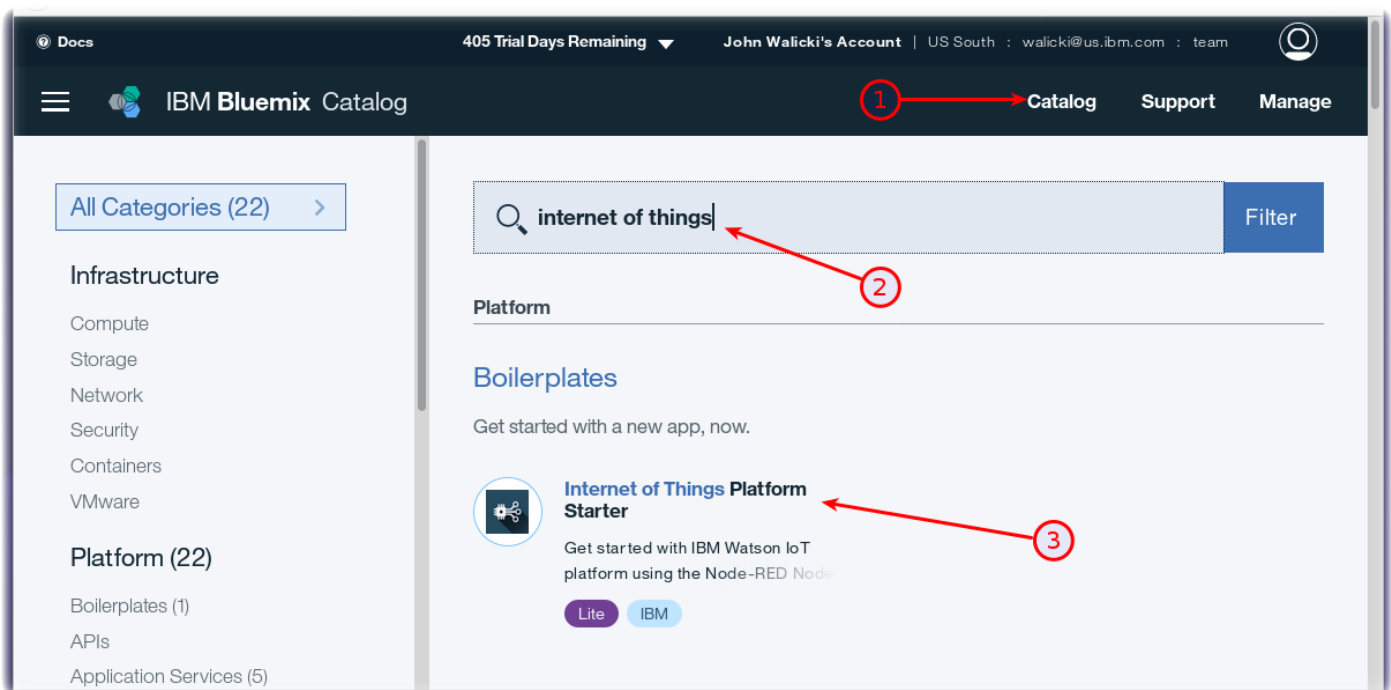 Docs
405 Trial Days Remaining
John Walicki's Account | US South : walicki@us.ibm.com : team
IBM Bluemix Catalog
1
Catalog
Support
Manage
All Categories (22)
Infrastructure
Compute
Storage
Network
Security
Containers
VMware
Platform (22)
Boilerplates (1)
APIs
Application Services (5)
internet of things
Filter
2
Platform
Boilerplates
Get started with a new app, now.
Internet of Things Platform
Starter
3
Get started with IBM Watson IoT
platform using the Node-RED Node
Lite
IBM